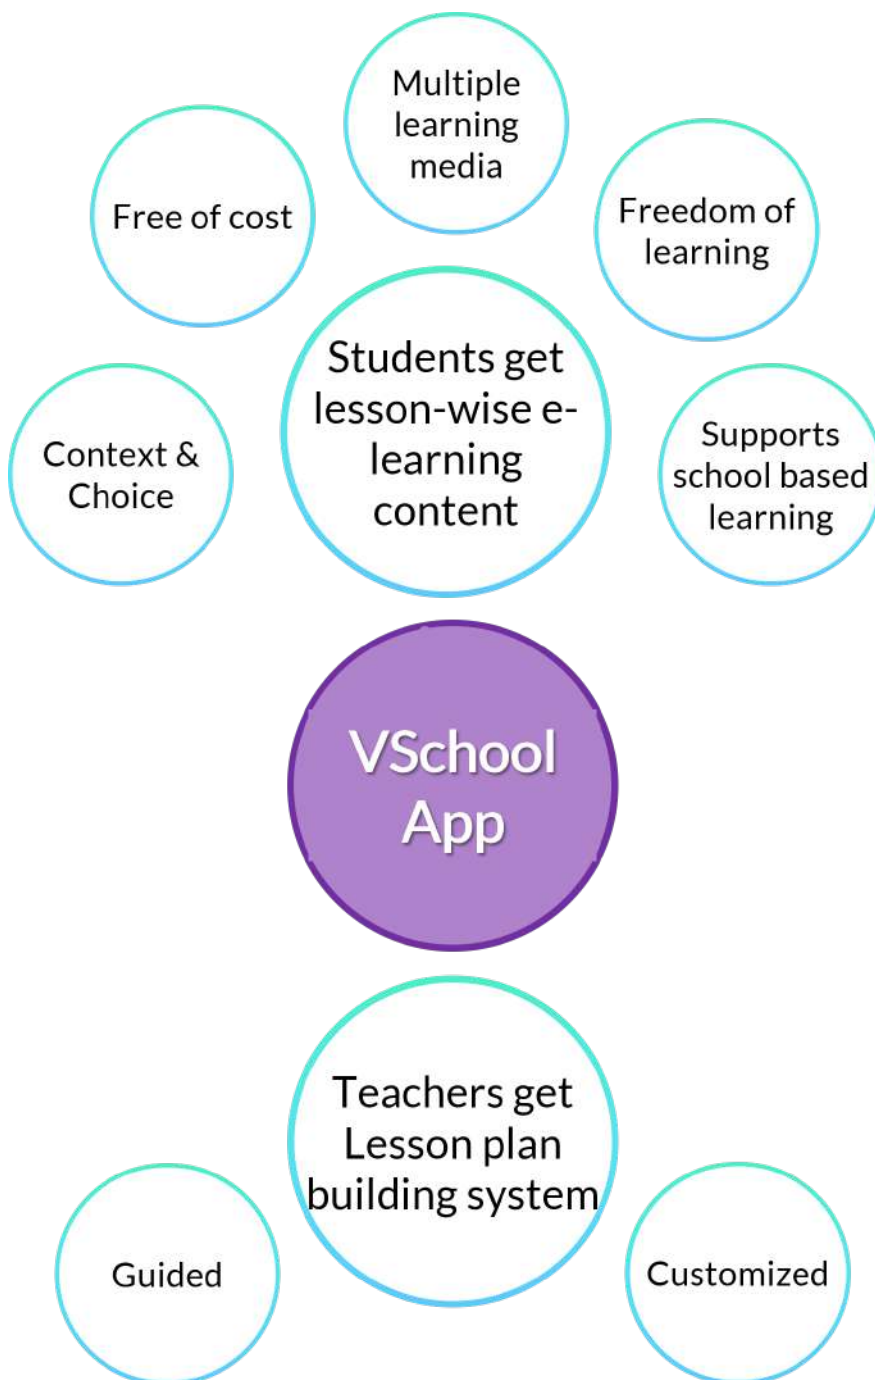 Multiple
learning
media
Free of cost
Freedom of
learning
Students get
lesson-wise e-
learning
content
Context &
Choice
Supports
school based
learning
VSchool
App
Teachers get
Lesson plan
building system
Guided
Customized